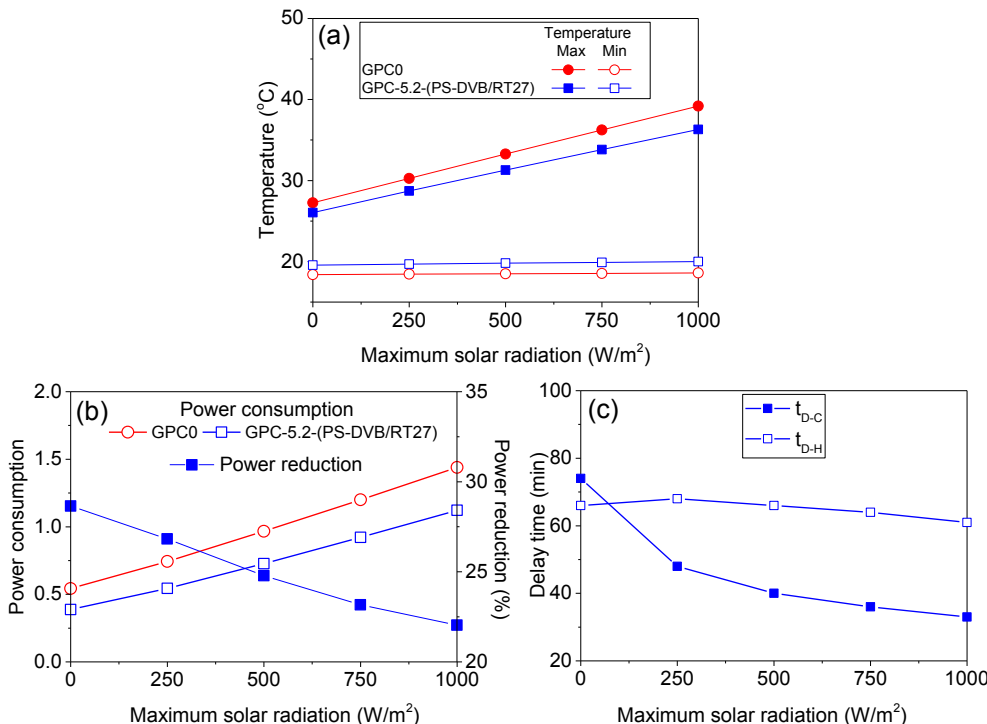 (a)
Temperature
Max Min
GPC0
GPC-5.2-(PS-DVB/RT27)
50
40
30
20
Temperature (°C)
0 250 500 750 1000
Maximum solar radiation (W/m²)
(b)
Power consumption
GPC0 GPC-5.2-(PS-DVB/RT27)
Power reduction
2.0
1.5
1.0
0.5
0.0
Power consumption
35
30
25
20
Power reduction (%)
0 250 500 750 1000
Maximum solar radiation (W/m²)
(c)
t_D-C
t_D-H
100
80
60
40
20
Delay time (min)
0 250 500 750 1000
Maximum solar radiation (W/m²)